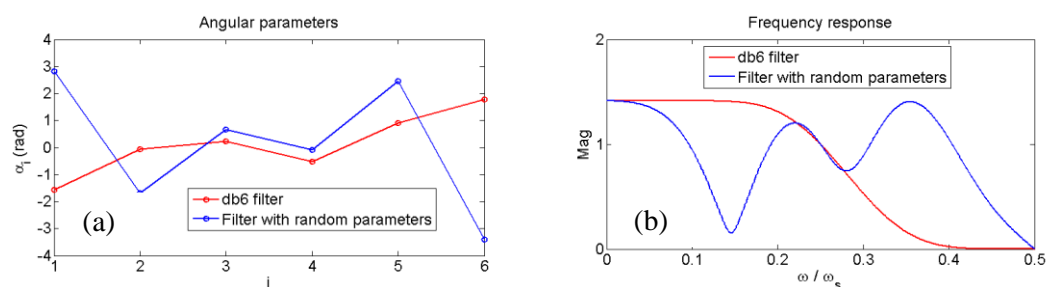 Angular parameters
4
3
2
1
0
-1
-2
-3
-4
α_i (rad)
db6 filter
Filter with random parameters
(a)
1 2 3 4 5 6
i
Frequency response
2
1
0
Mag
db6 filter
Filter with random parameters
(b)
0 0.1 0.2 0.3 0.4 0.5
ω / ω_s